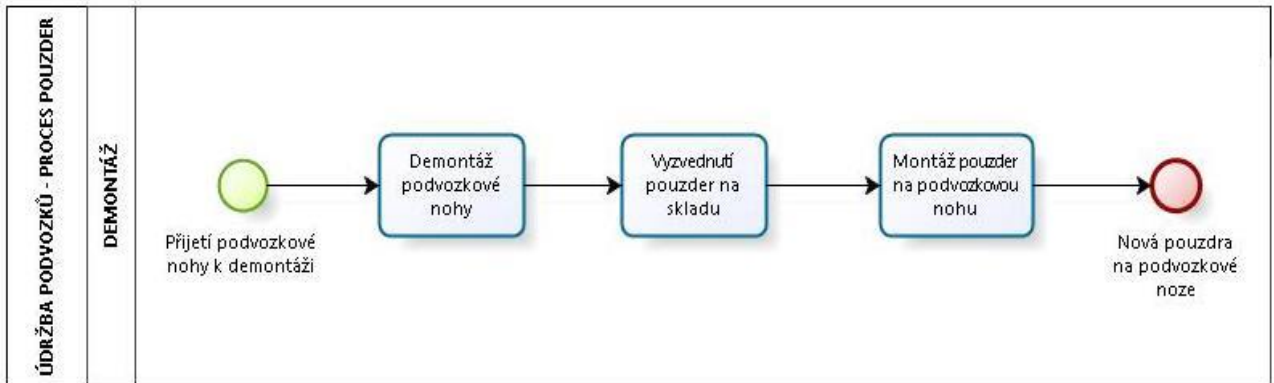 ÚDRŽBA PODVOZKŮ - PROCES POUZDER
DEMONTÁŽ
Přijetí podvozkové
nohy k demontáži
Demontáž
podvozkové
nohy
Vyzvednutí
pouzder na
skladu
Montáž pouzder
na podvozkovou
nohu
Nová pouzdra
na podvozkové
noze